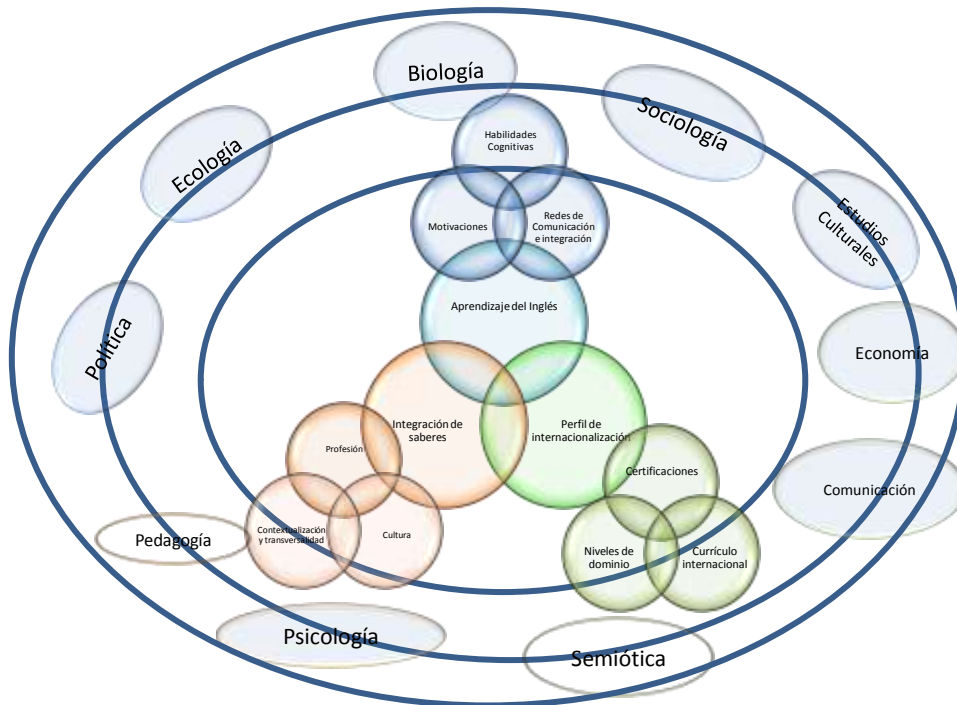 Biología
Sociología
Ecología
Habilidades
Cognitivas
Estudios
Culturales
Motivaciones
Redes de
Comunicación
e integración
Aprendizaje del Inglés
Política
Economía
Integración de
saberes
Perfil de
internacionalización
Profesión
Certificaciones
Comunicación
Pedagogía
Contextualización
y transversalidad
Cultura
Niveles de
dominio
Currículo
internacional
Psicología
Semiótica